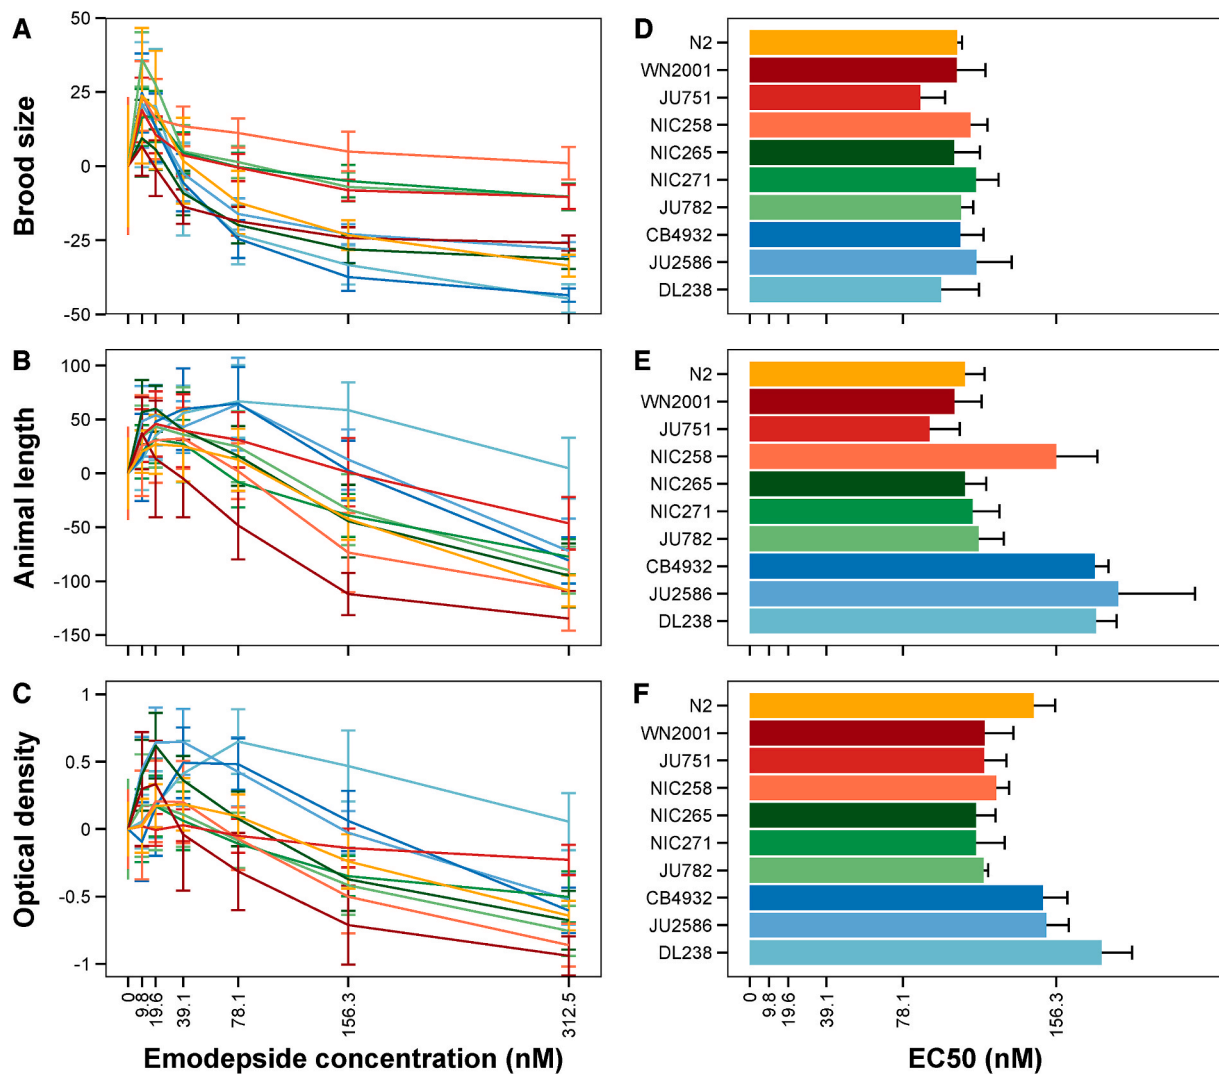 A
Brood size
50
25
0
-25
-50
D
N2
WN2001
JU751
NIC258
NIC265
NIC271
JU782
CB4932
JU2586
DL238
B
Animal length
100
50
0
-50
-100
-150
E
N2
WN2001
JU751
NIC258
NIC265
NIC271
JU782
CB4932
JU2586
DL238
C
Optical density
1
0.5
0
-0.5
-1
0
9.8
19.6
39.1
78.1
156.3
312.5
Emodepside concentration (nM)
F
N2
WN2001
JU751
NIC258
NIC265
NIC271
JU782
CB4932
JU2586
DL238
0
9.8
19.6
39.1
78.1
156.3
EC50 (nM)